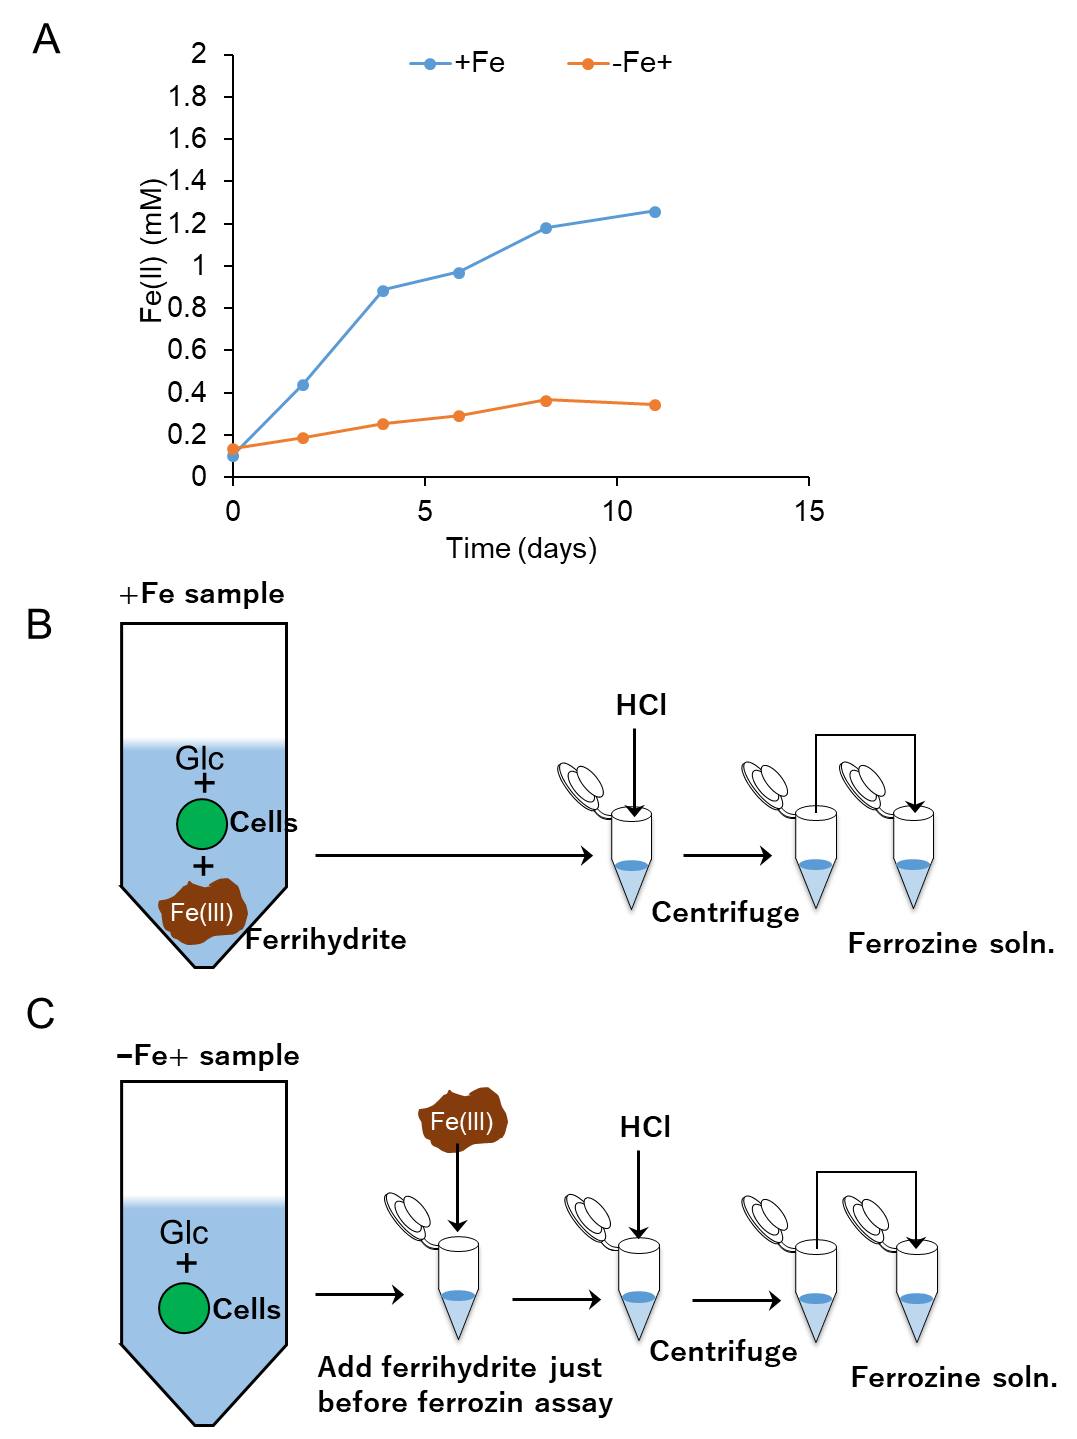 A
+Fe
-Fe+
2
1.8
1.6
1.4
1.2
1
0.8
0.6
0.4
0.2
0
Fe(II) (mM)
0
5
10
15
Time (days)
B
+Fe sample
Glc
+
Cells
+
Fe(III)
Ferrihydrite
HCl
Centrifuge
Ferrozine soln.
C
−Fe+ sample
Glc
+
Cells
Fe(III)
Add ferrihydrite just
before ferrozin assay
HCl
Centrifuge
Ferrozine soln.